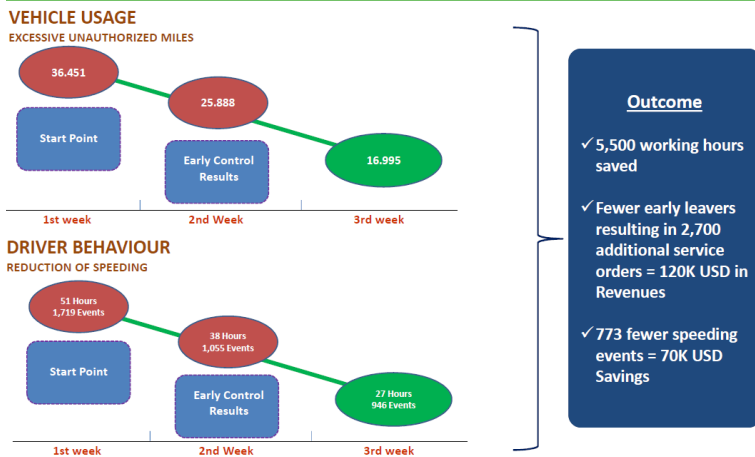 VEHICLE USAGE
EXCESSIVE UNAUTHORIZED MILES
36.451
25.888
16.995
Start Point
Early Control
Results
1st week
2nd Week
3rd week
DRIVER BEHAVIOUR
REDUCTION OF SPEEDING
51 Hours
1,719 Events
38 Hours
1,055 Events
27 Hours
946 Events
Start Point
Early Control
Results
1st week
2nd Week
3rd week
Outcome
✓5,500 working hours
saved
✓Fewer early leavers
resulting in 2,700
additional service
orders = 120K USD in
Revenues
✓773 fewer speeding
events = 70K USD
Savings